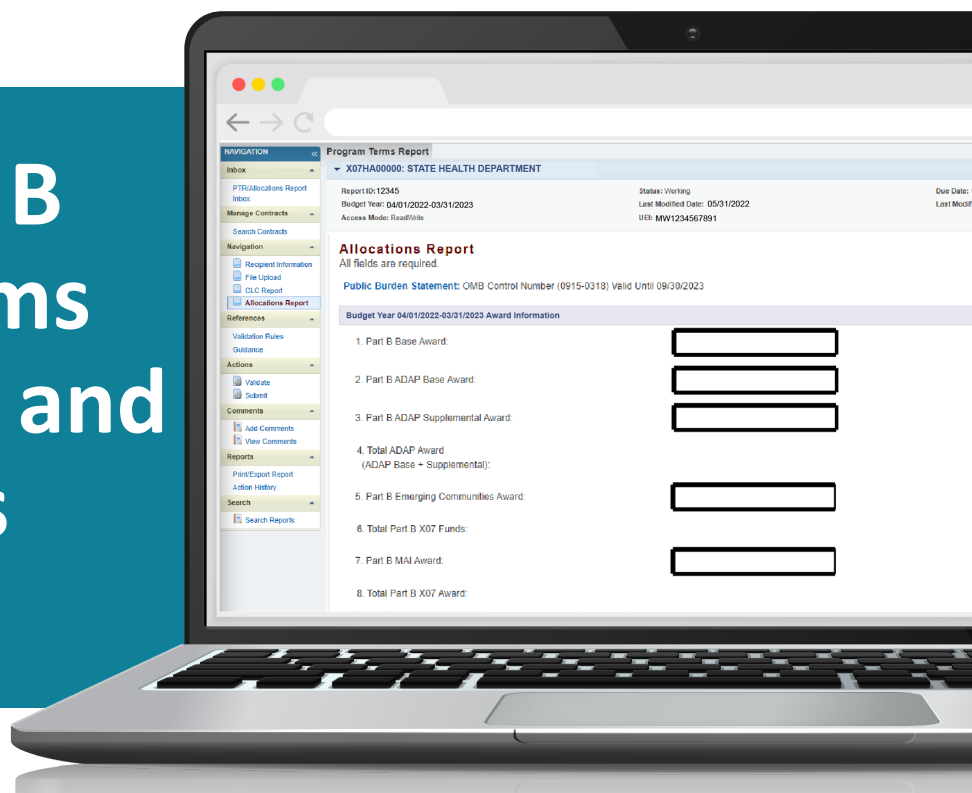 B
ms
and
s
NAVIGATION
Inbox
PTR/Allocations Report
Inbox
Manage Contracts
Search Contracts
Navigation
Recipient Information
File Upload
CLC Report
Allocations Report
References
Validation Rules
Guidance
Actions
Validate
Submit
Comments
Add Comments
View Comments
Reports
Print/Export Report
Action History
Search
Search Reports
Program Terms Report
X07HA00000: STATE HEALTH DEPARTMENT
Report ID: 12345 Status: Working Due Date:
Budget Year: 04/01/2022-03/31/2023 Last Modified Date: 05/31/2022 Last Modif
Access Mode: ReadWrite UEI: MW1234567891
Allocations Report
All fields are required.
Public Burden Statement: OMB Control Number (0915-0318) Valid Until 09/30/2023
Budget Year 04/01/2022-03/31/2023 Award Information
1. Part B Base Award:
2. Part B ADAP Base Award:
3. Part B ADAP Supplemental Award:
4. Total ADAP Award
(ADAP Base + Supplemental):
5. Part B Emerging Communities Award:
6. Total Part B X07 Funds:
7. Part B MAI Award:
8. Total Part B X07 Award: